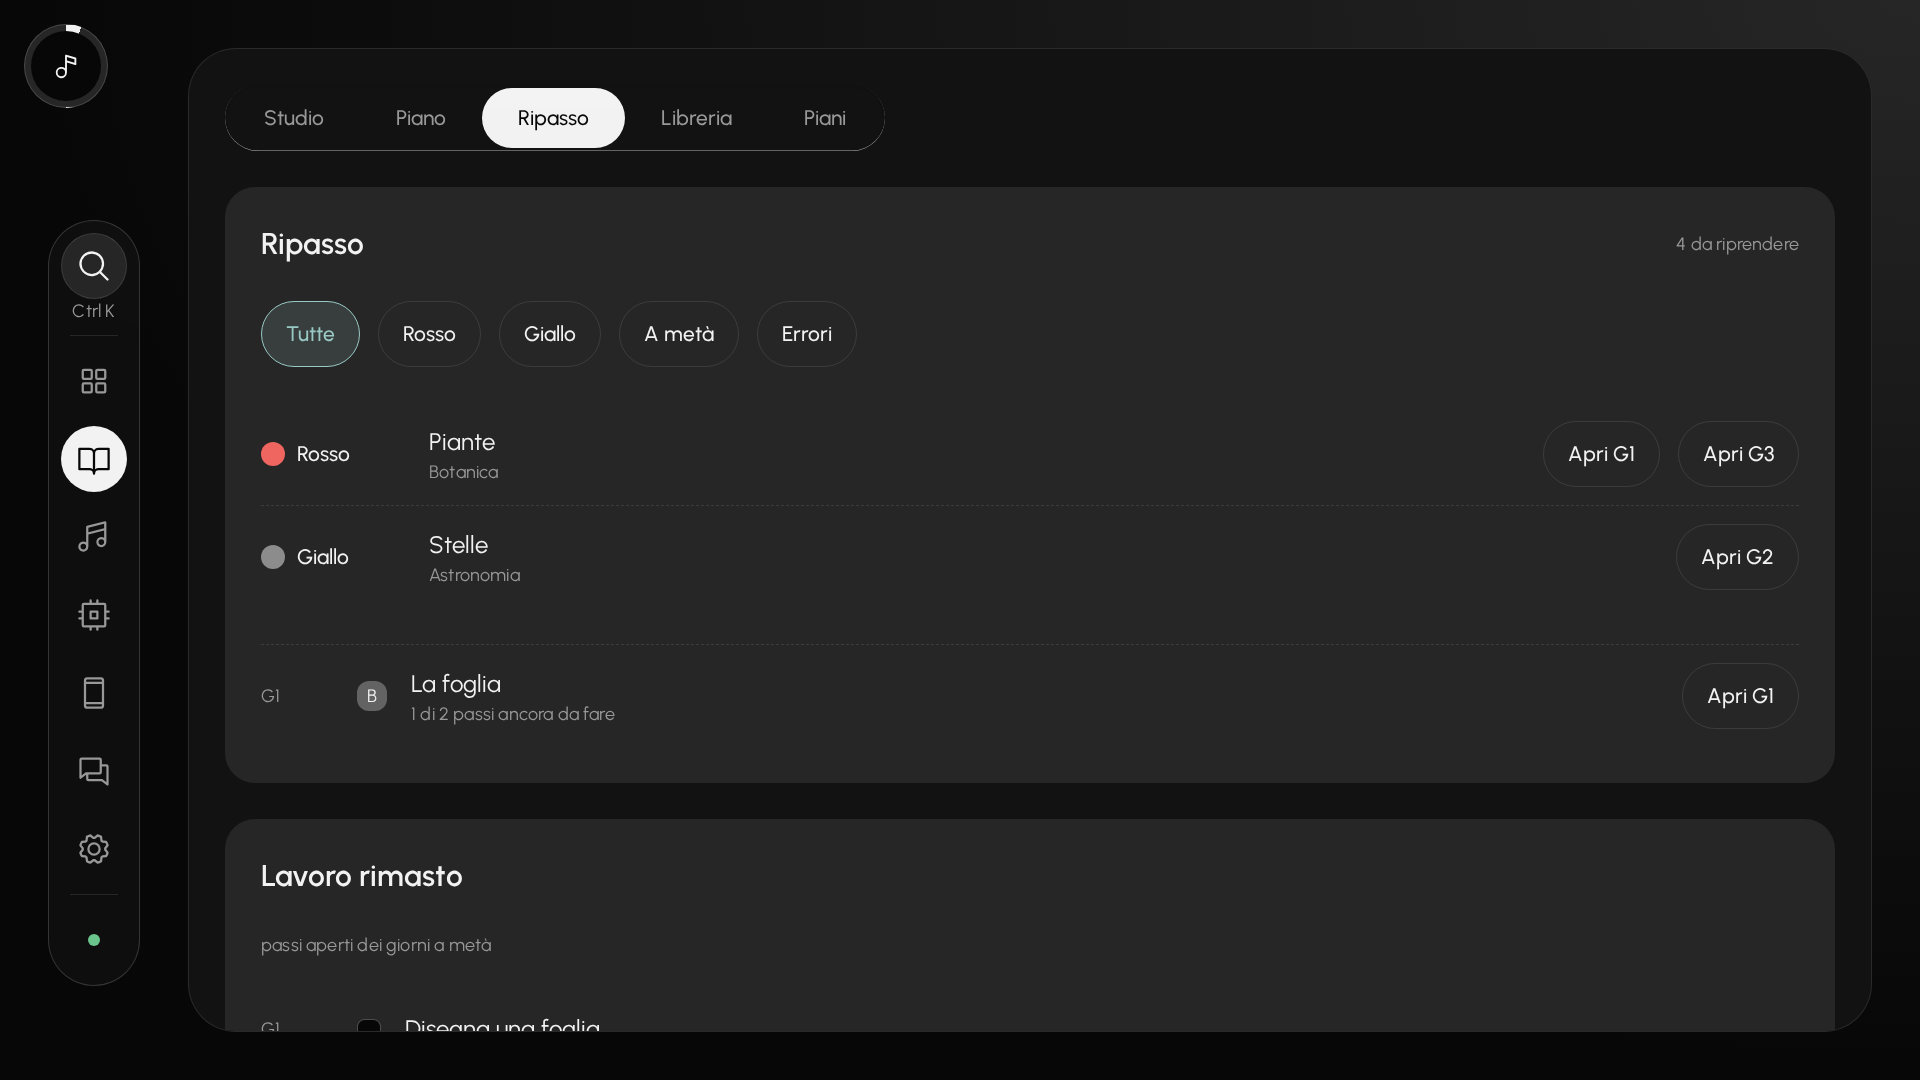 Studio
Piano
Ripasso
Libreria
Piani
Ctrl K
Ripasso
4 da riprendere
Tutte
Rosso
Giallo
A metà
Errori
Rosso
Piante
Botanica
Apri G1
Apri G3
Giallo
Stelle
Astronomia
Apri G2
G1
B
La foglia
1 di 2 passi ancora da fare
Apri G1
Lavoro rimasto
passi aperti dei giorni a metà
G1
Disegna una foglia